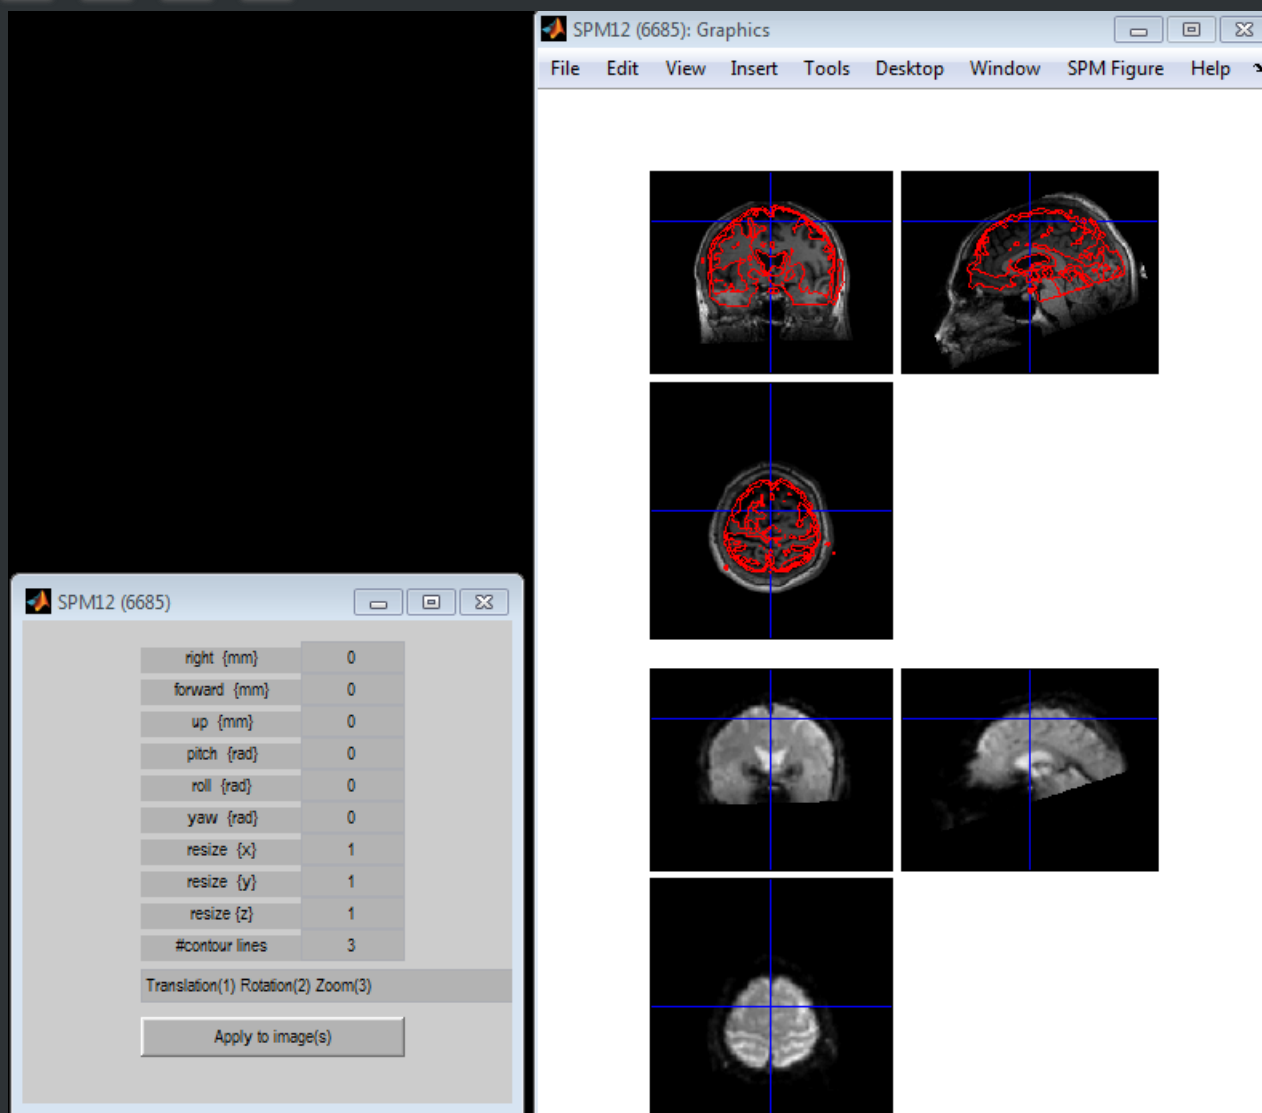 SPM12 (6685): Graphics
File Edit View Insert Tools Desktop Window SPM Figure Help
SPM12 (6685)
right {mm} 0
forward {mm} 0
up {mm} 0
pitch {rad} 0
roll {rad} 0
yaw {rad} 0
resize {x} 1
resize {y} 1
resize {z} 1
#contour lines 3
Translation(1) Rotation(2) Zoom(3)
Apply to image(s)